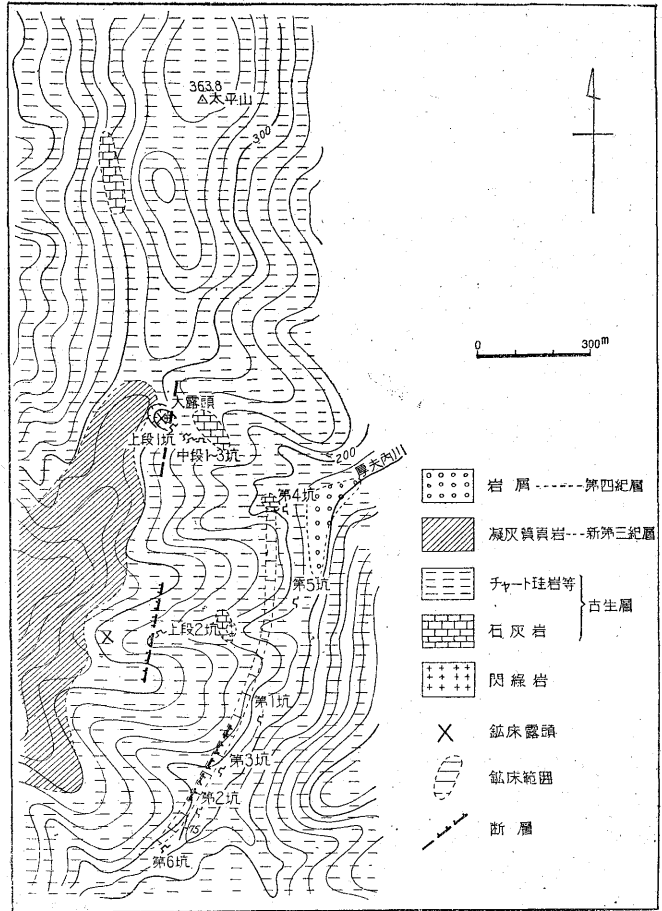 363.8
△太平山
300
大露頭
上段1坑
中段1~3坑
200
第4坑
第5坑
上段2坑
第1坑
第3坑
第2坑
75
第6坑
0 300m
岩屑 ----- 第四紀層
凝灰質頁岩 --- 新第三紀層
チャート珪岩等
古生層
石灰岩
閃緑岩
鉱床露頭
鉱床範囲
断層